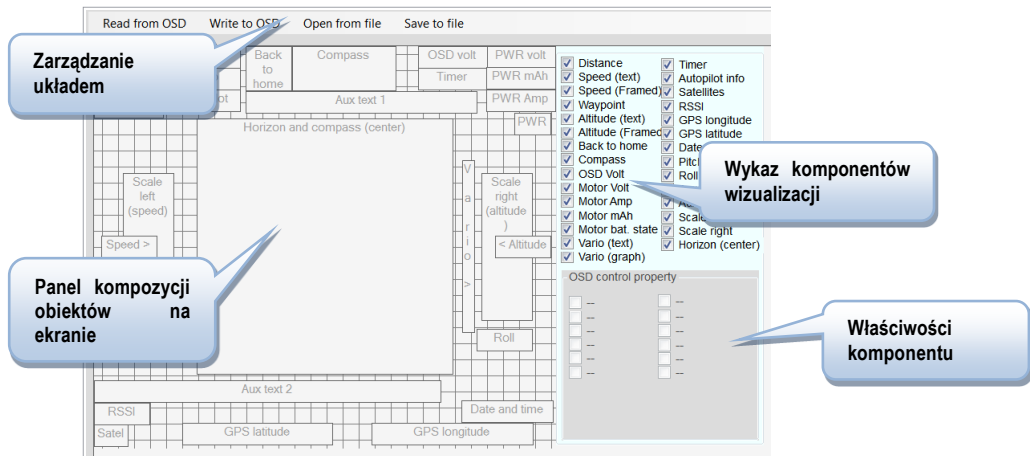 Read from OSD Write to OSD Open from file Save to file
Zarządzanie
układem
Back
to
home
Compass
OSD volt
PWR volt
Timer
PWR mAh
Aux text 1
PWR Amp
PWR
Horizon and compass (center)
Scale
left
(speed)
Speed >
V
a
r
i
o
>
Scale
right
(altitude
)
< Altitude
Roll
Panel kompozycji
obiektów na
ekranie
Aux text 2
RSSI
Date and time
Satel
GPS latitude
GPS longitude
Distance
Speed (text)
Speed (Framed)
Waypoint
Altitude (text)
Altitude (Framed
Back to home
Compass
OSD Volt
Motor Volt
Motor Amp
Motor mAh
Motor bat. state
Vario (text)
Vario (graph)
Timer
Autopilot info
Satellites
RSSI
GPS longitude
GPS latitude
Date
Pitch
Roll
Scale right
Horizon (center)
Wykaz komponentów
wizualizacji
OSD control property
-- --
-- --
-- --
-- --
-- --
-- --
Właściwości
komponentu